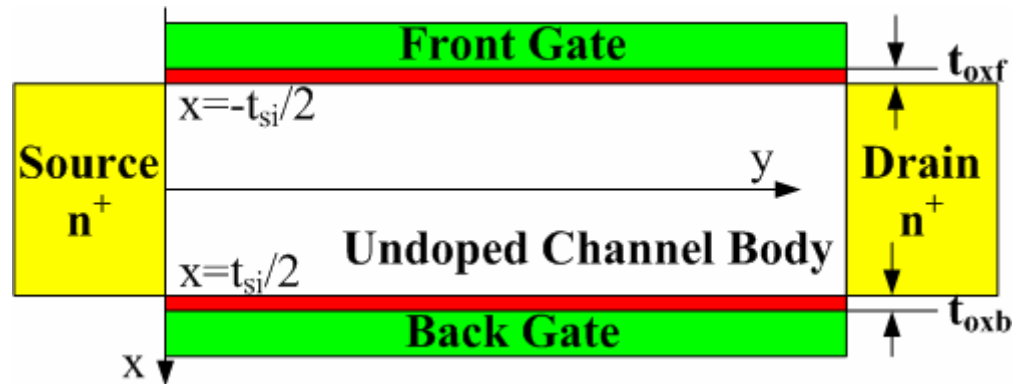 Front Gate
t_oxf
x=-t_si/2
Source
n^+
y
Drain
n^+
Undoped Channel Body
x=t_si/2
t_oxb
Back Gate
x